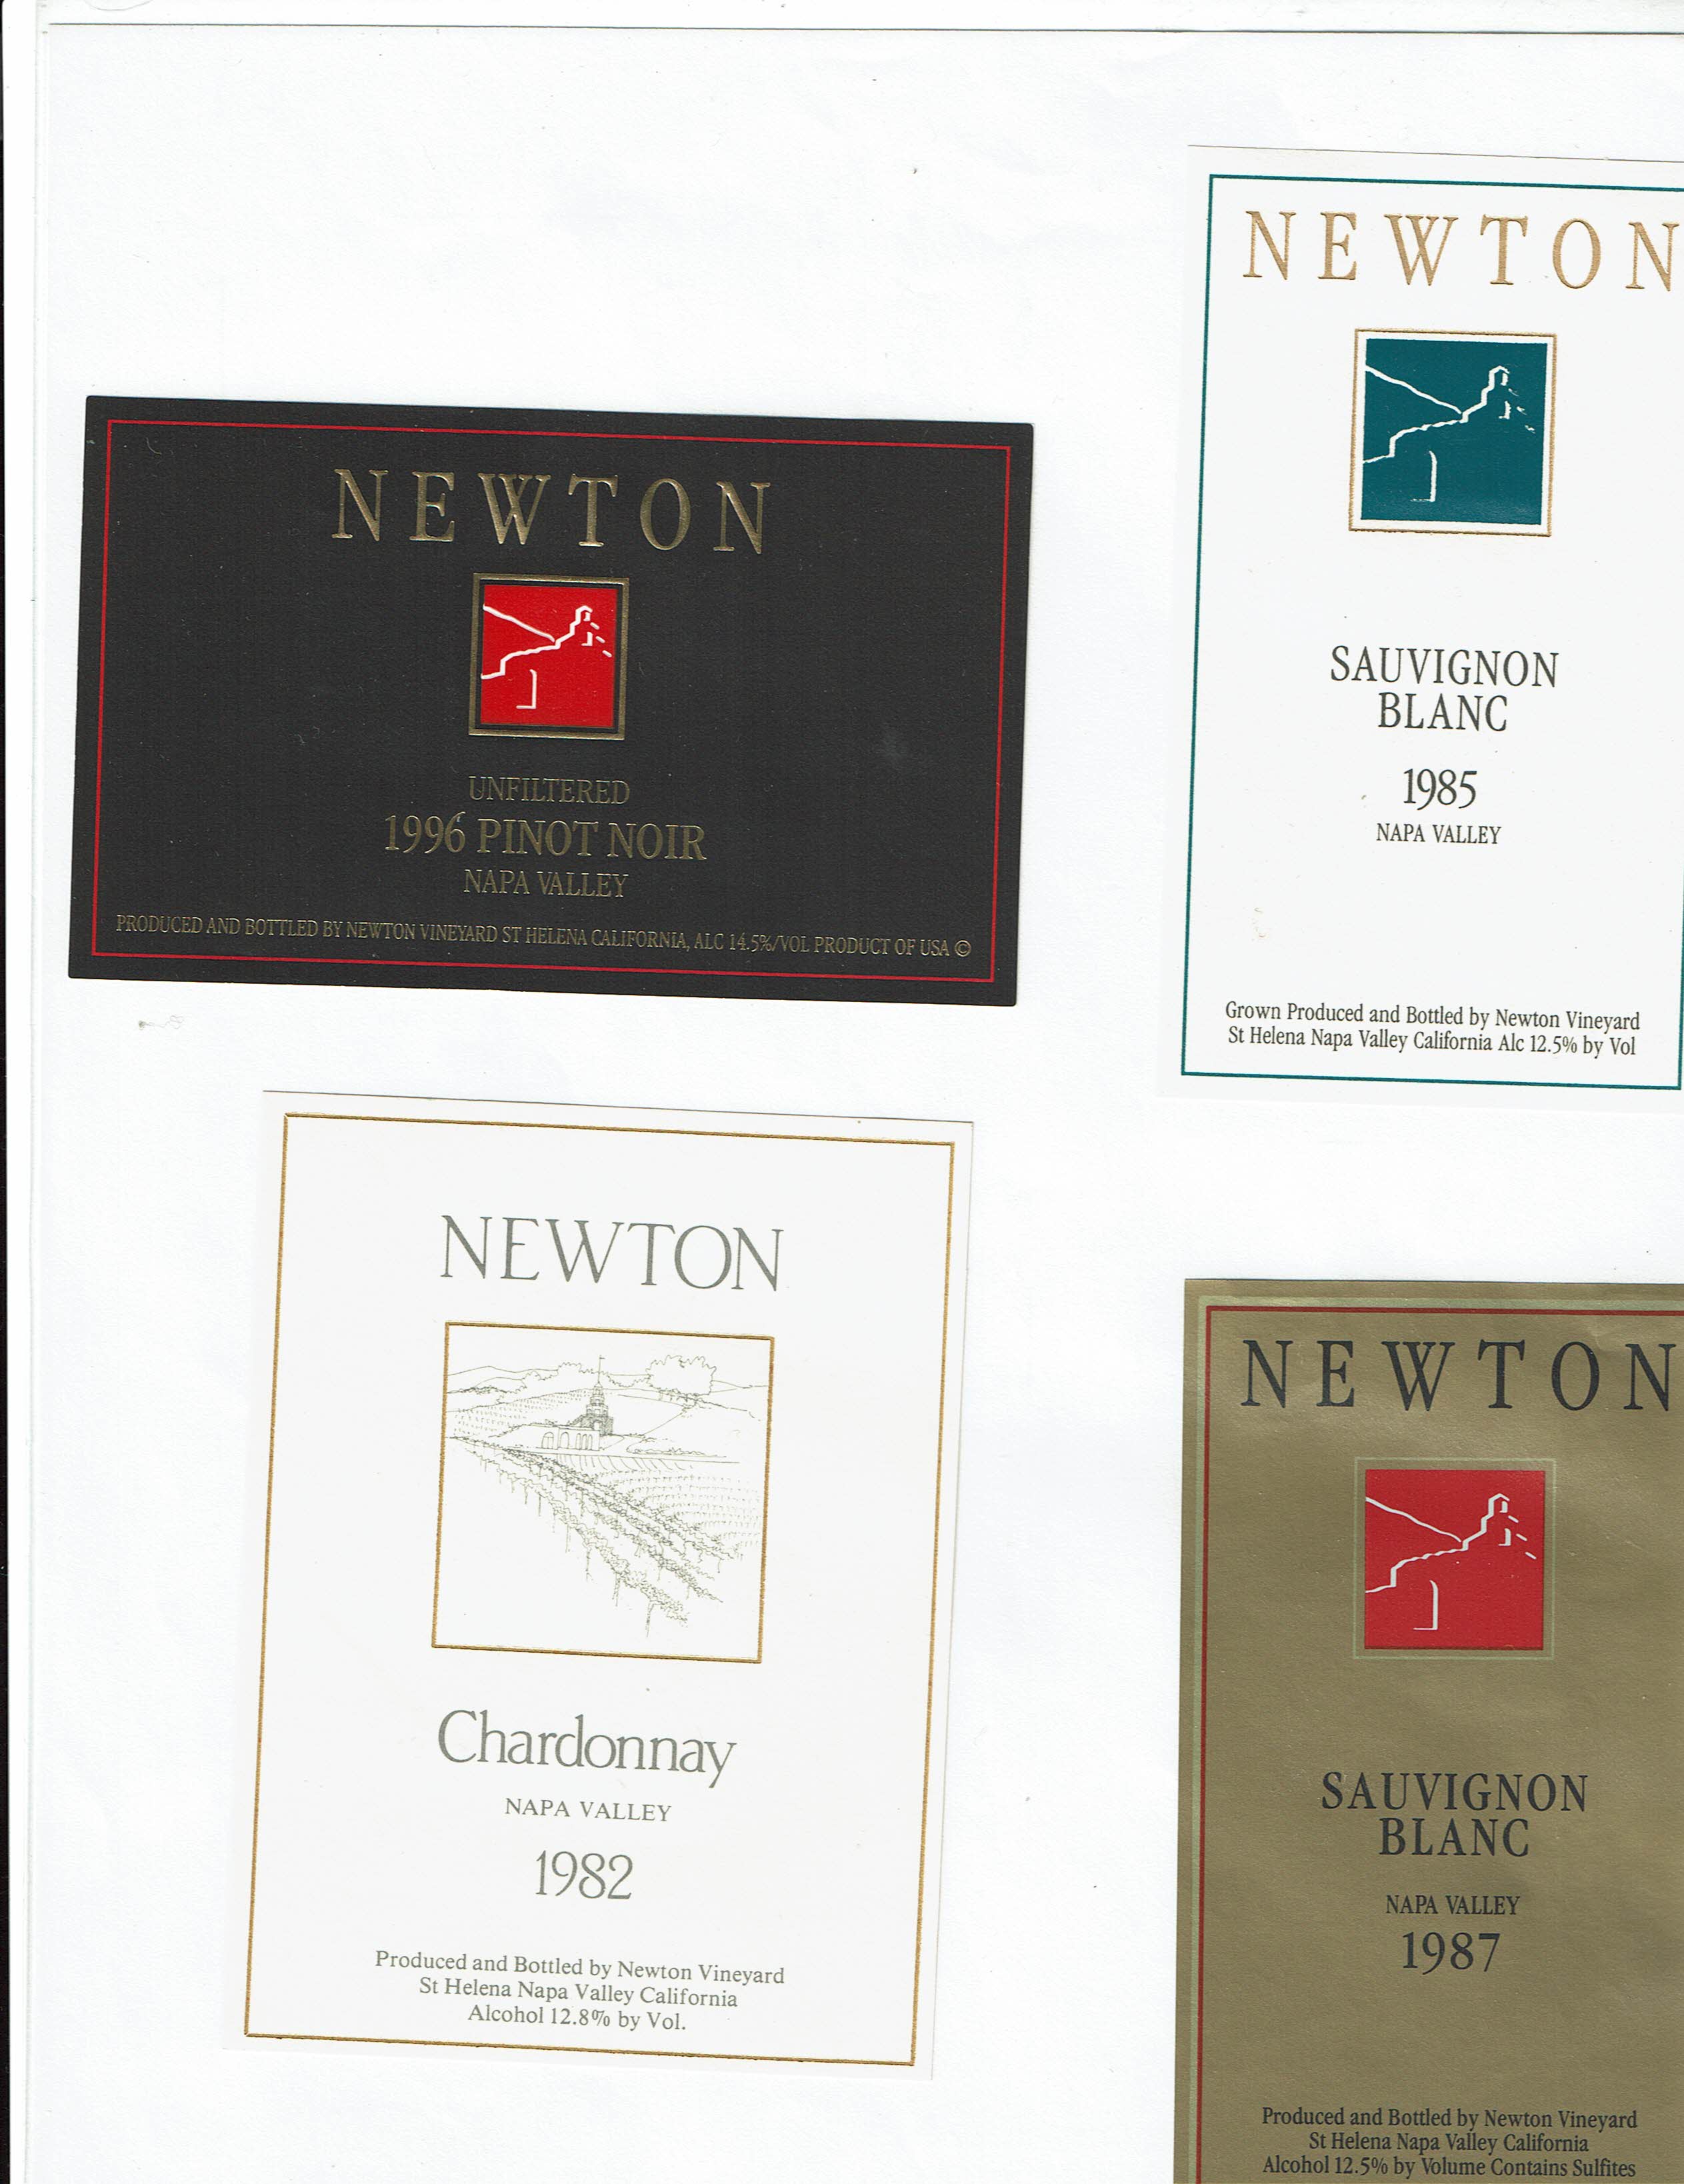 NEWTON
UNFILTERED
1996 PINOT NOIR
NAPA VALLEY
PRODUCED AND BOTTLED BY NEWTON VINEYARD ST HELENA CALIFORNIA, ALC 14.5%/VOL PRODUCT OF USA ©
NEWTON
SAUVIGNON
BLANC
1985
NAPA VALLEY
Grown Produced and Bottled by Newton Vineyard
St Helena Napa Valley California Alc 12.5% by Vol
NEWTON
Chardonnay
NAPA VALLEY
1982
Produced and Bottled by Newton Vineyard
St Helena Napa Valley California
Alcohol 12.8% by Vol.
NEWTON
SAUVIGNON
BLANC
NAPA VALLEY
1987
Produced and Bottled by Newton Vineyard
St Helena Napa Valley California
Alcohol 12.5% by Volume Contains Sulfites